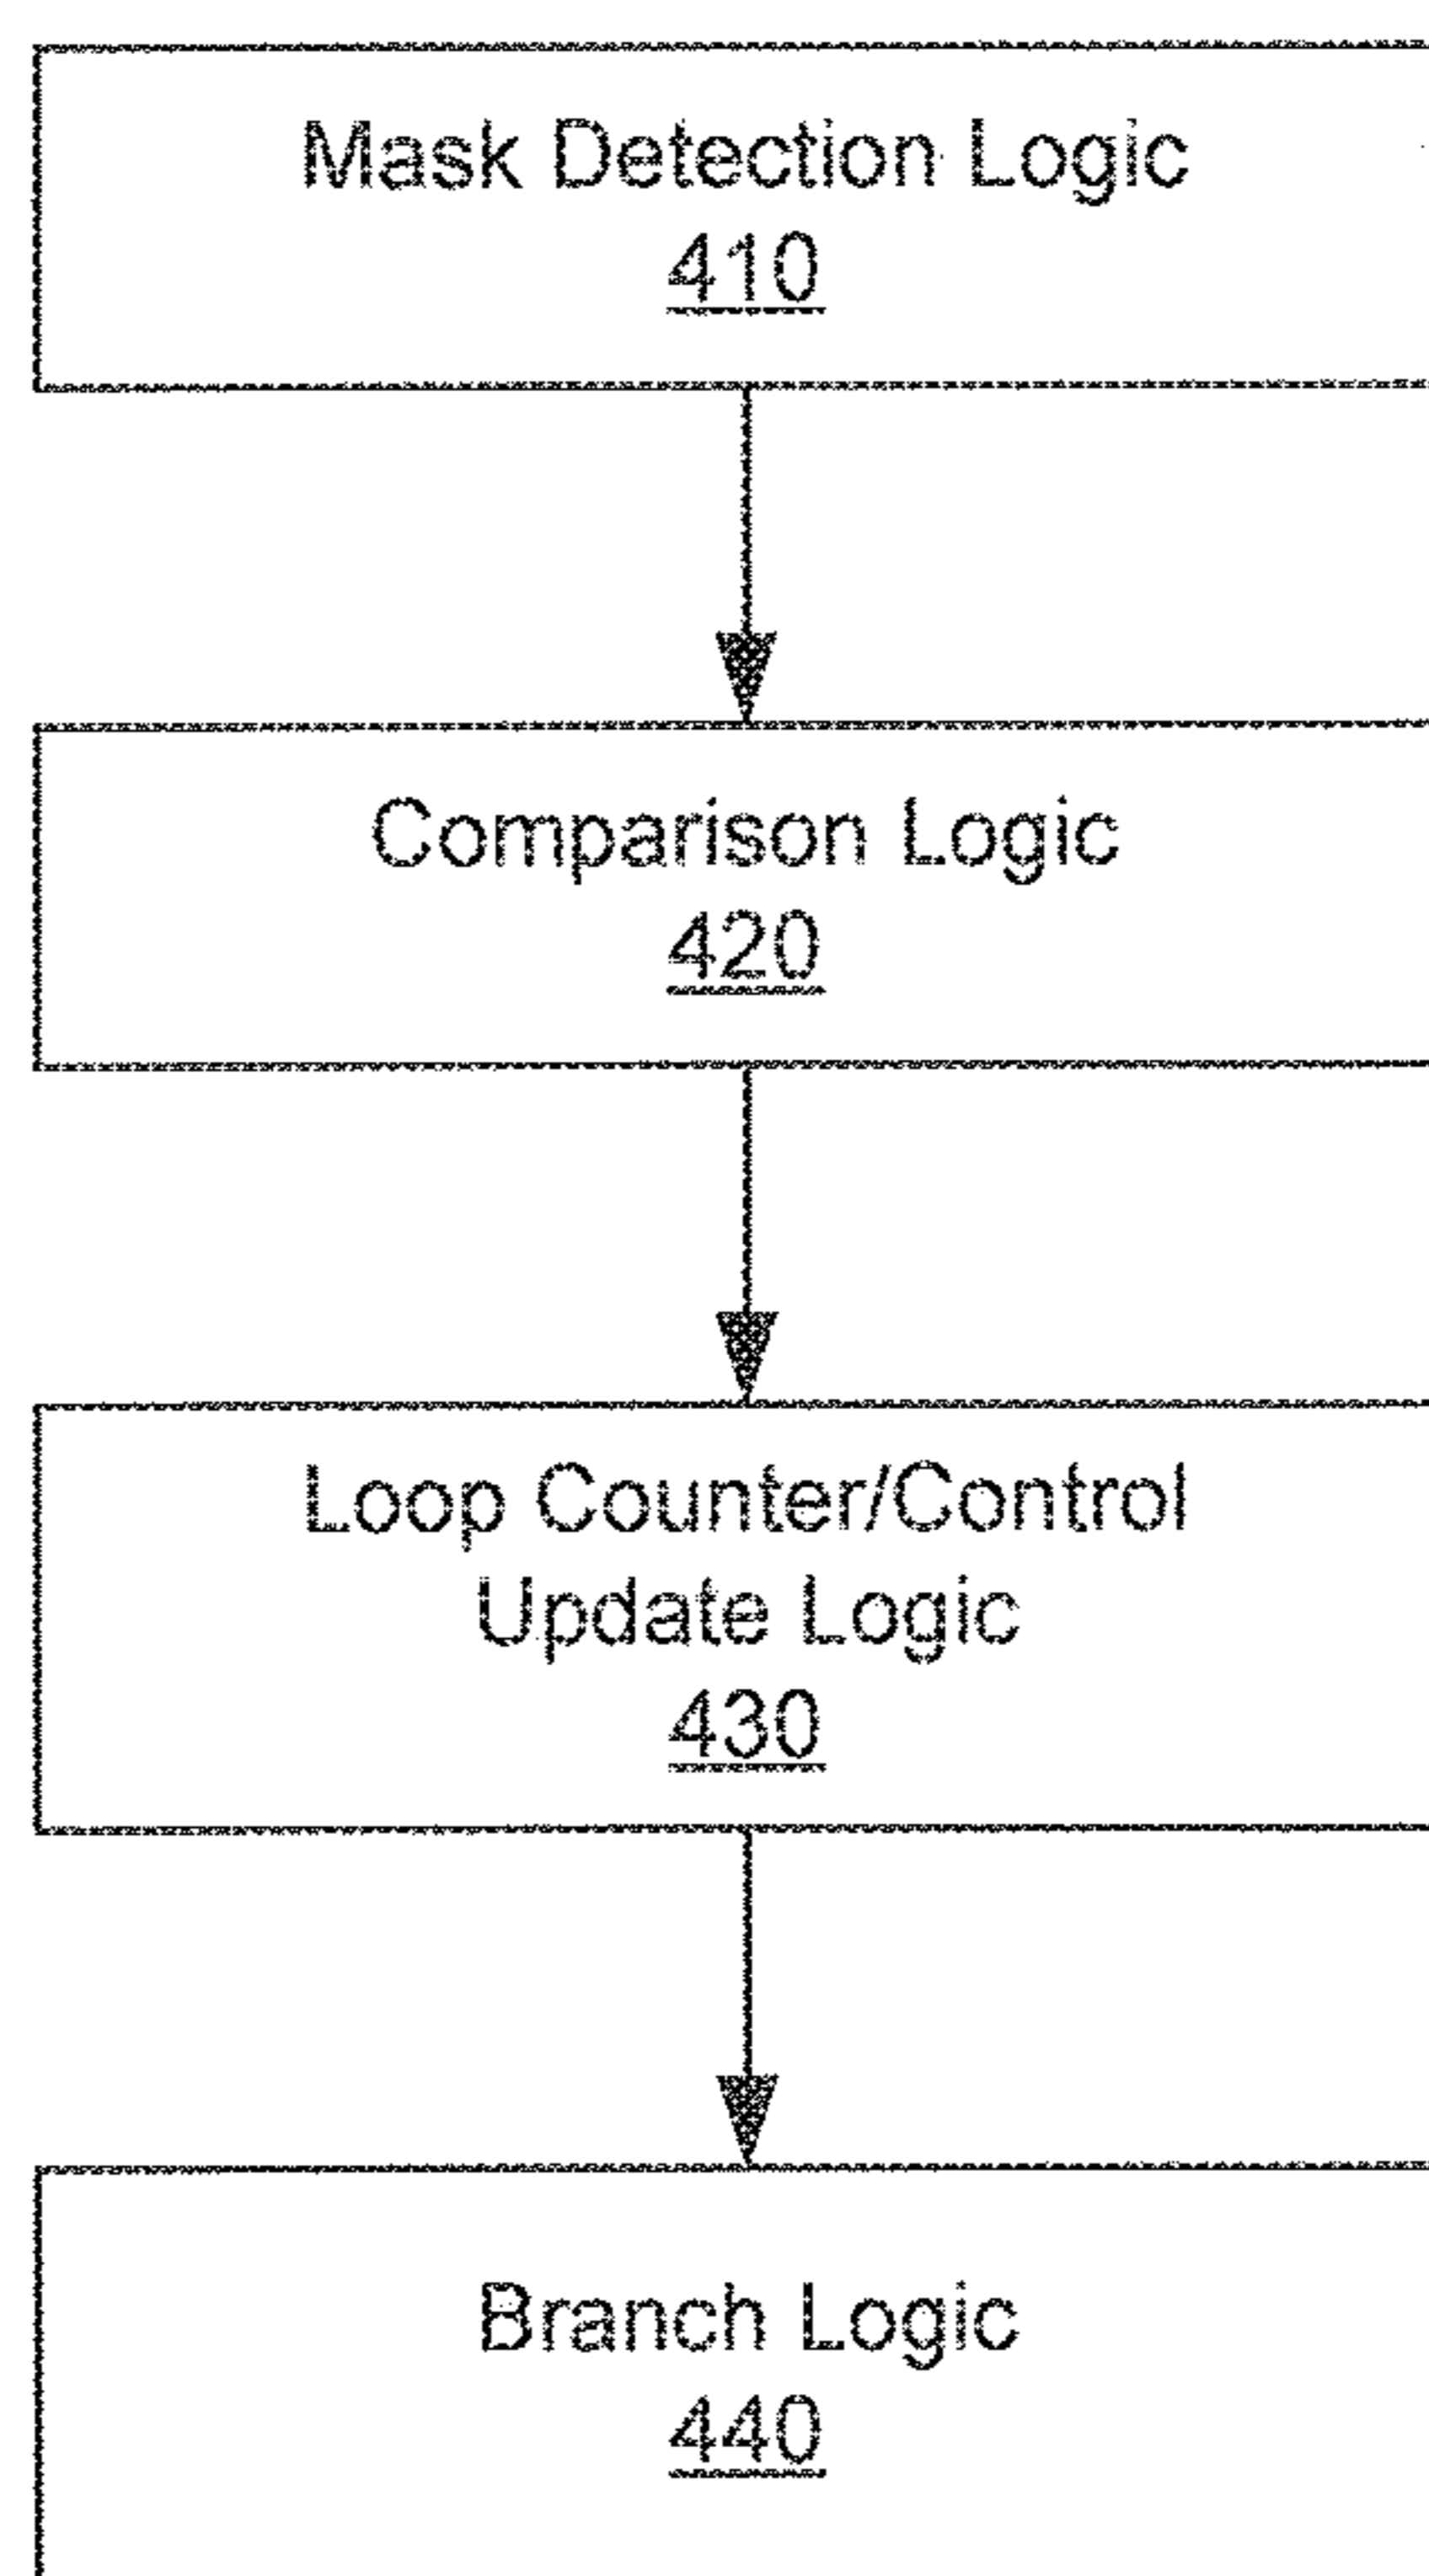 Mask Detection Logic
410
Comparison Logic
420
Loop Counter/Control
Update Logic
430
Branch Logic
440